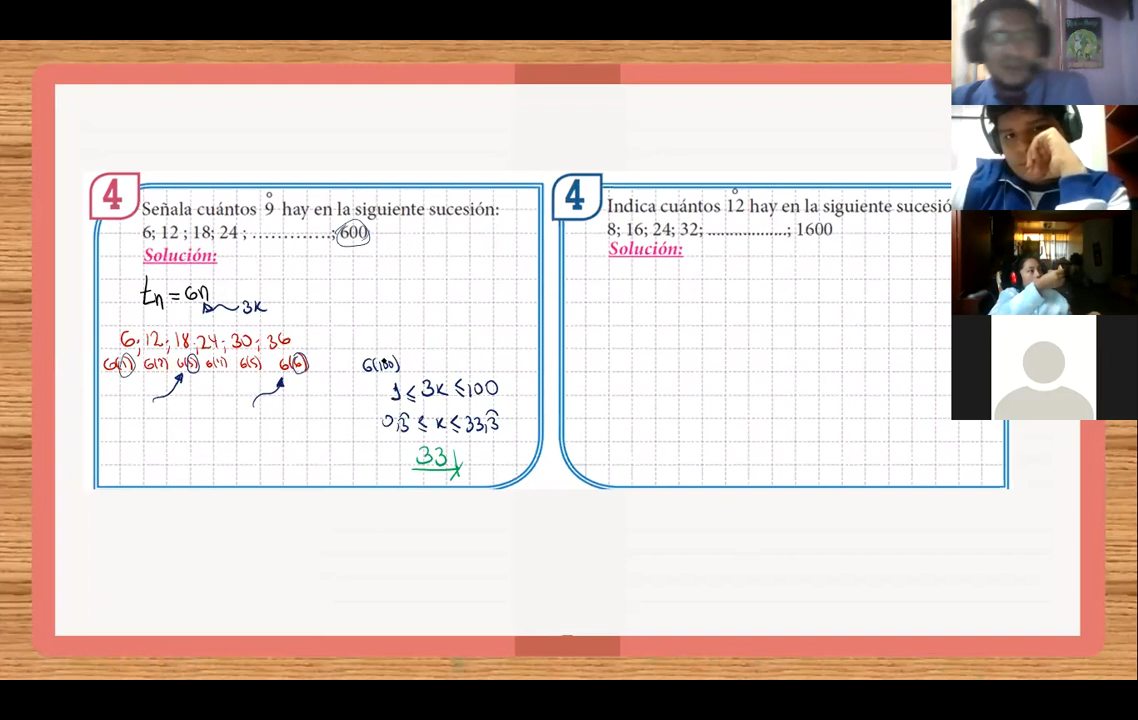 4
Señala cuántos 9̊ hay en la siguiente sucesión:
6; 12 ; 18; 24 ; .............; 600
Solución:
tn = 6n
3k
6; 12; 18; 24; 30; 36
6(1) 6(2) 6(3) 6(4) 6(5) 6(6)
6(100)
1 ≤ 3k ≤ 100
0,3̂ ≤ k ≤ 33,3̂
33
4
Indica cuántos 12̊ hay en la siguiente sucesió
8; 16; 24; 32; ..................; 1600
Solución: